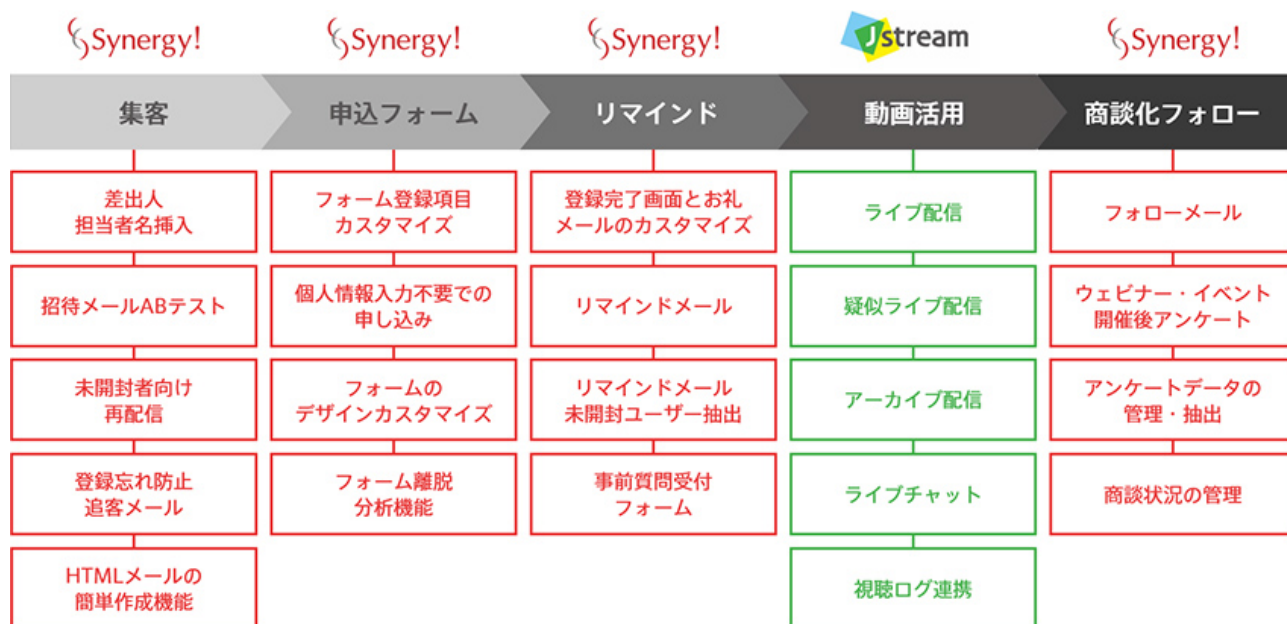 Synergy!
Synergy!
Synergy!
Jstream
Synergy!
集客
申込フォーム
リマインド
動画活用
商談化フォロー
差出人
担当者名挿入
招待メールABテスト
未開封者向け
再配信
登録忘れ防止
追客メール
HTMLメールの
簡単作成機能
フォーム登録項目
カスタマイズ
個人情報入力不要での
申し込み
フォームの
デザインカスタマイズ
フォーム離脱
分析機能
登録完了画面とお礼
メールのカスタマイズ
リマインドメール
リマインドメール
未開封ユーザー抽出
事前質問受付
フォーム
ライブ配信
疑似ライブ配信
アーカイブ配信
ライブチャット
視聴ログ連携
フォローメール
ウェビナー・イベント
開催後アンケート
アンケートデータの
管理・抽出
商談状況の管理